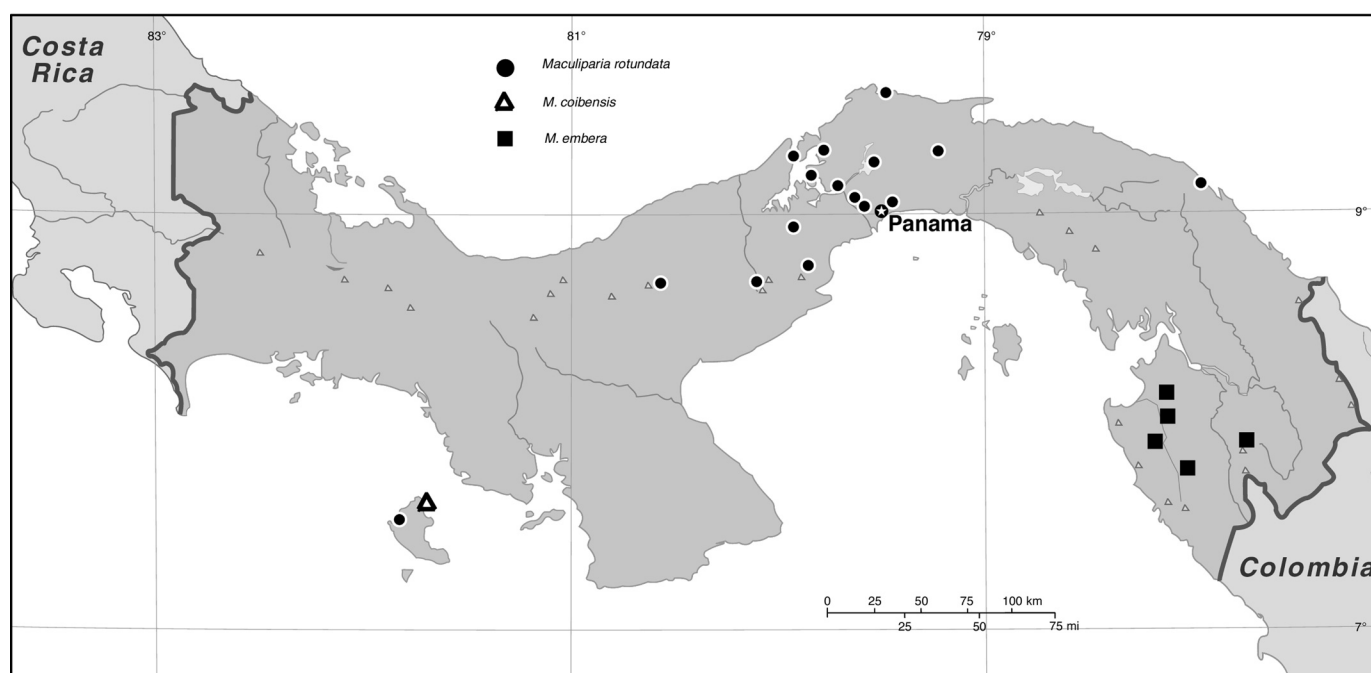 83°
81°
79°
Costa
Rica
Maculiparia rotundata
M. coibensis
M. embera
9°
Panama
Colombia
0 25 50 75 100 km
25 50 75 mi
7°